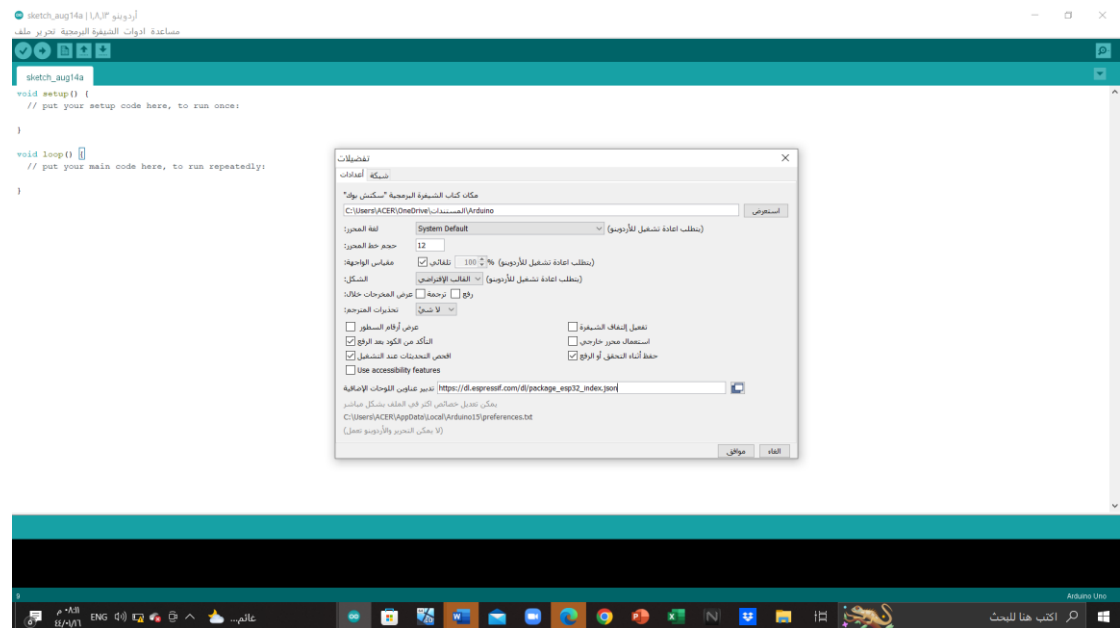 sketch_aug14a | أردوينو ١,٨,١٣
ملف تحرير الشيفرة البرمجية ادوات مساعدة
sketch_aug14a
void setup() {
// put your setup code here, to run once:
}
void loop() {
// put your main code here, to run repeatedly:
}
تفضيلات
أعدادات شبكة
مكات كتاب الشيفرة البرمجية "سكتش بوك"
C:\Users\ACER\OneDrive\المستندات\Arduino استعرض
لغة المحرر: System Default (يتطلب اعادة تشغيل للأردوينو)
حجم خط المحرر: 12
مقياس الواجهة: تلقائي 100 % (يتطلب اعادة تشغيل للأردوينو)
الشكل: القالب الإفتراضي (يتطلب اعادة تشغيل للأردوينو)
عرض المخرجات خلال: ترجمة رفع
تحذيرات المترجم: لا شيئ
عرض أرقام السطور تفعيل إلتفاف الشيفرة
التأكد من الكود بعد الرفع استعمال محرر خارجي
افحص التحديثات عند التشغيل حفظ أثناء التحقق أو الرفع
Use accessibility features
تدبير عناوين اللوحات الإضافية https://dl.espressif.com/dl/package_esp32_index.json
يمكن تعديل خصائص اكثر في الملف بشكل مباشر
C:\Users\ACER\AppData\Local\Arduino15\preferences.txt
(لا يمكن التحرير والأردوينو تعمل)
موافق الغاء
9 Arduino Uno
ENG غائم... اكتب هنا للبحث